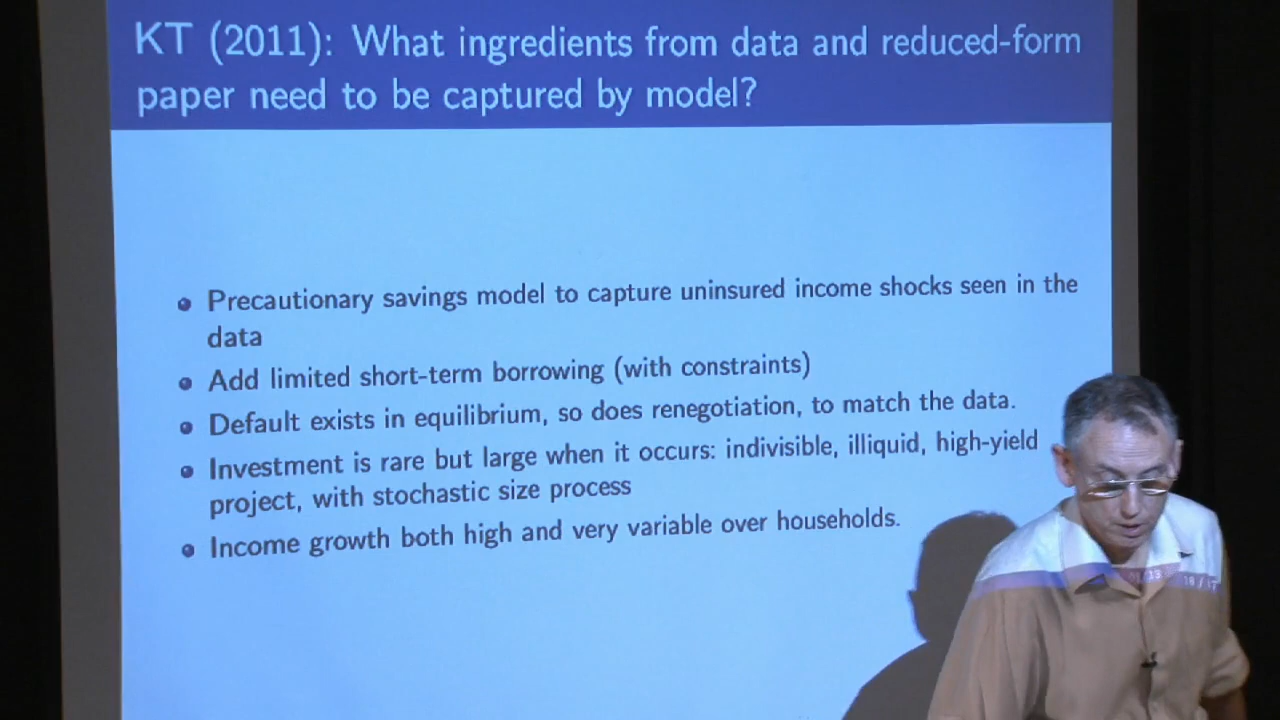 KT (2011): What ingredients from data and reduced-form
paper need to be captured by model?
Precautionary savings model to capture uninsured income shocks seen in the
data
Add limited short-term borrowing (with constraints)
Default exists in equilibrium, so does renegotiation, to match the data.
Investment is rare but large when it occurs: indivisible, illiquid, high-yield
project, with stochastic size process
Income growth both high and very variable over households.